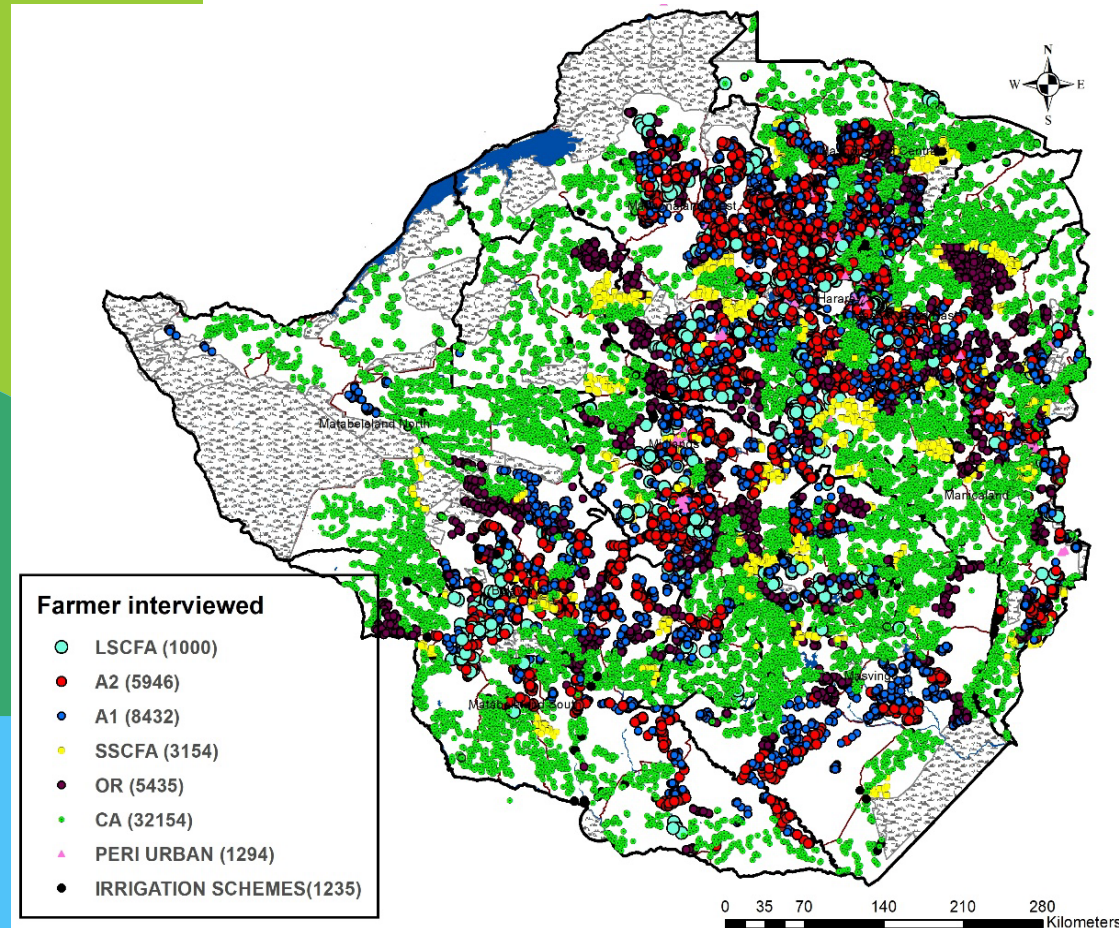 N
W E
S
Harare
Matabeleland North
Manicaland
Farmer interviewed
LSCFA (1000)
A2 (5946)
A1 (8432)
SSCFA (3154)
OR (5435)
CA (32154)
PERI URBAN (1294)
IRRIGATION SCHEMES(1235)
0 35 70 140 210 280
Kilometers